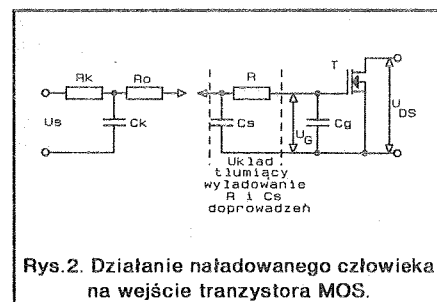 Rk Ro R T
Us Ck Cs UG Cg UDS
Układ
tłumiący
wyładowanie
R i Cs
doprowadzeń
Rys.2. Działanie naładowanego człowieka
na wejście tranzystora MOS.